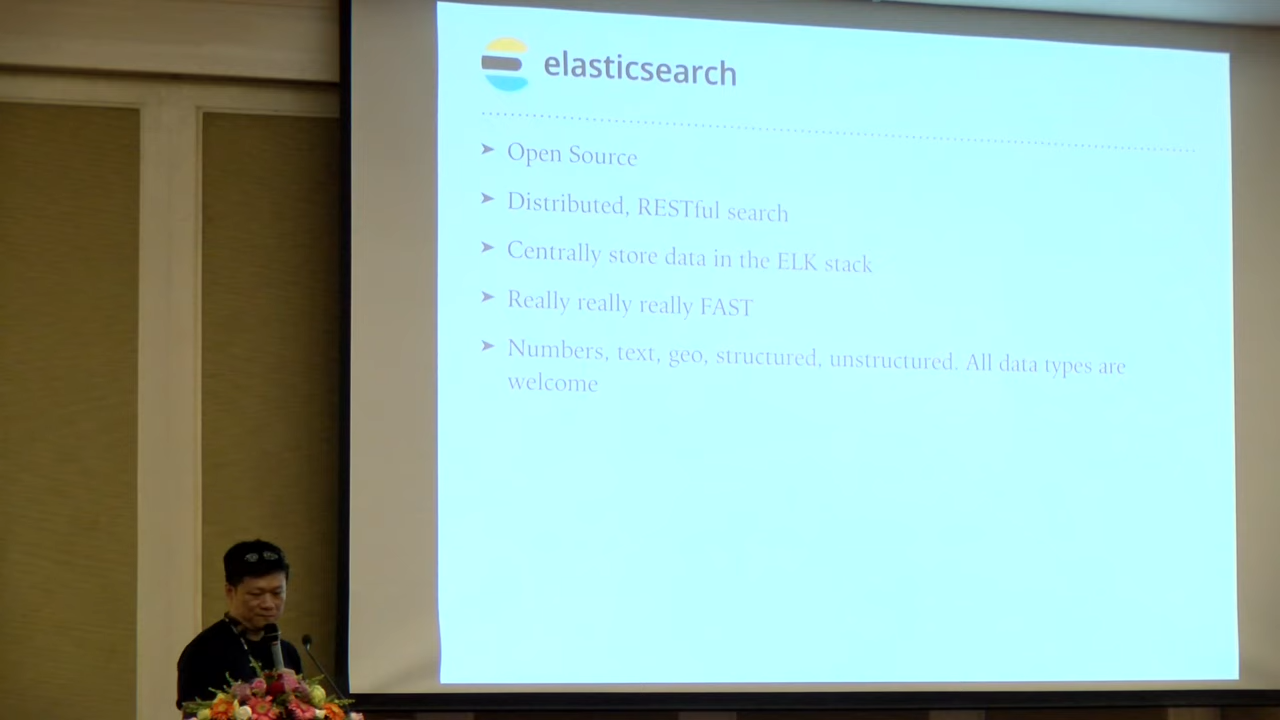 elasticsearch
➤ Open Source
➤ Distributed, RESTful search
➤ Centrally store data in the ELK stack
➤ Really really really FAST
➤ Numbers, text, geo, structured, unstructured. All data types are
welcome